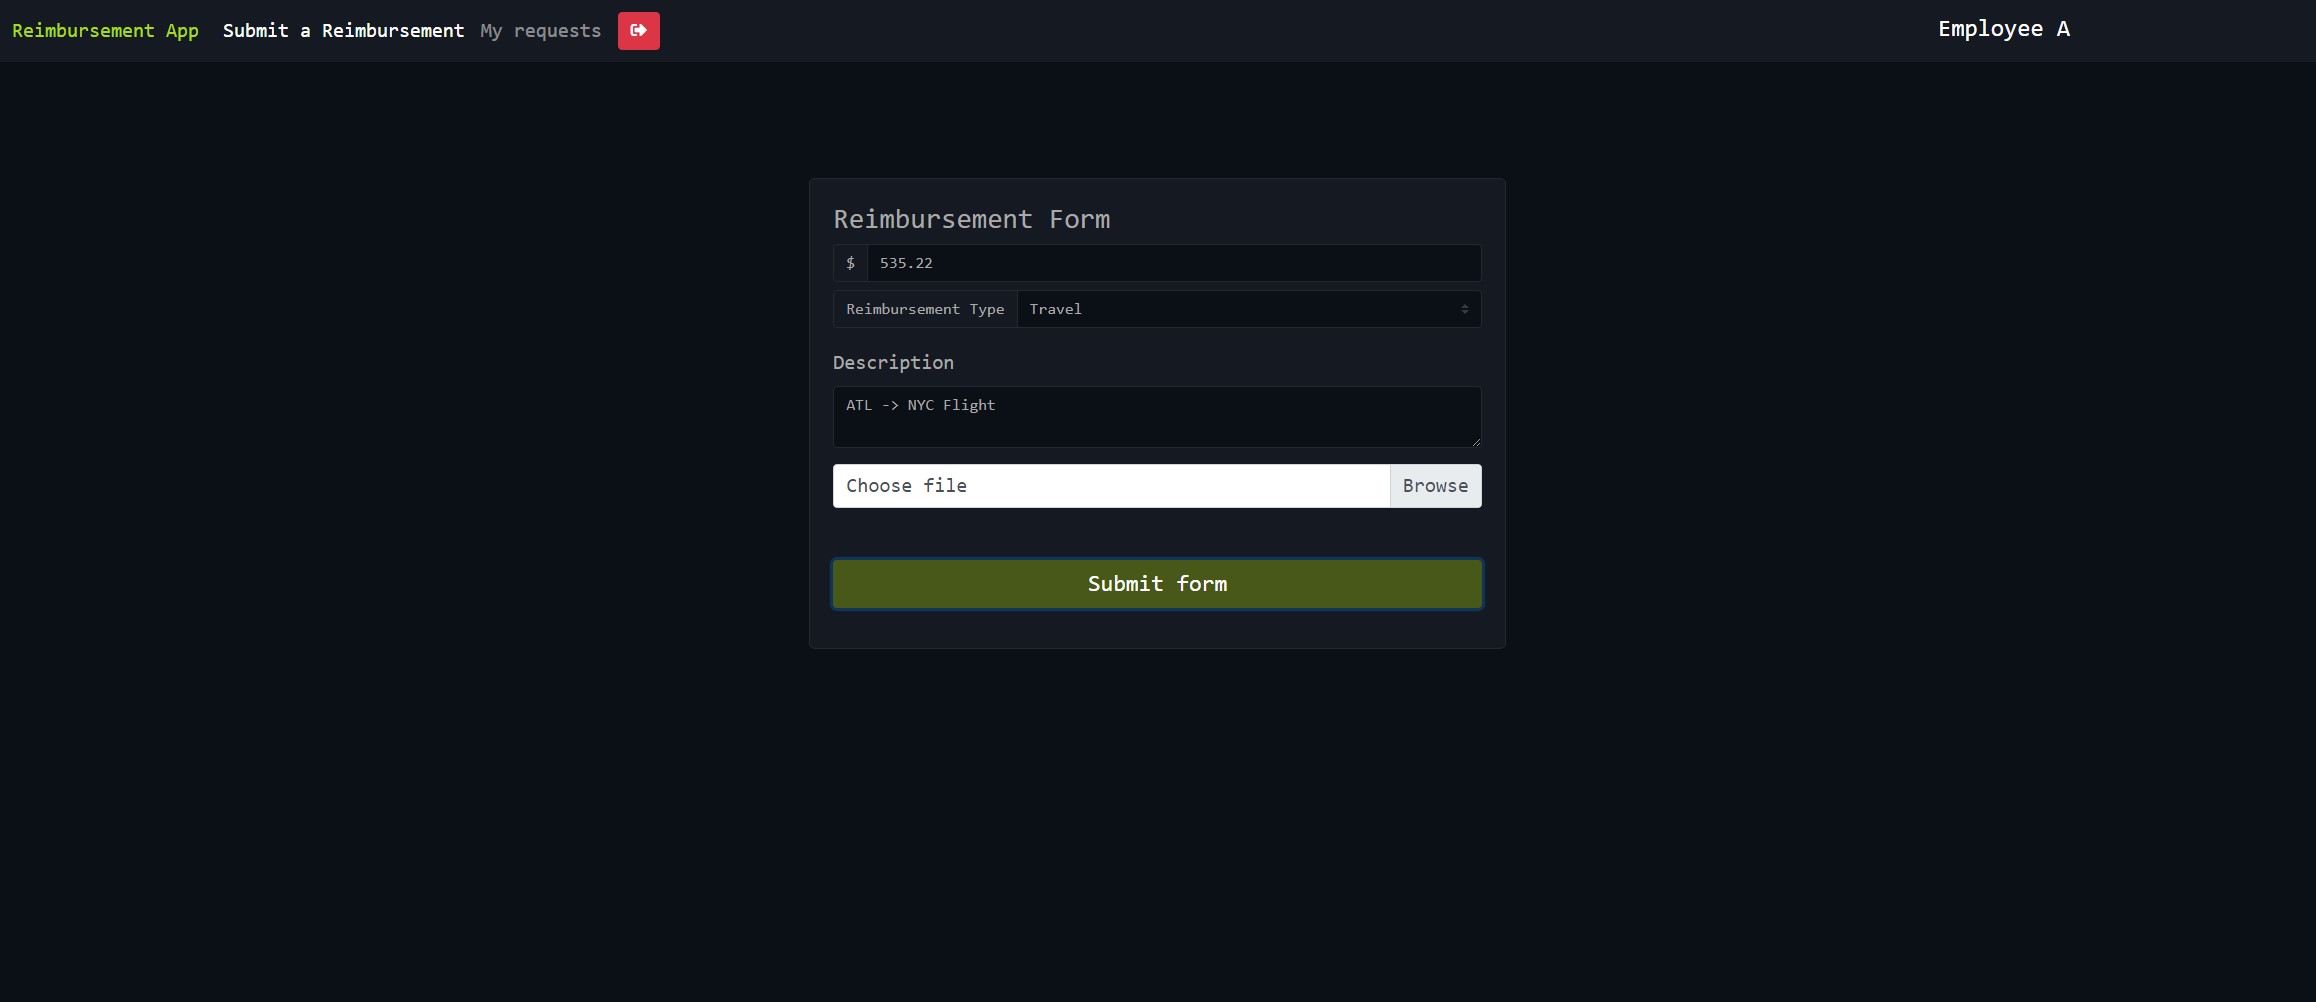 Reimbursement App Submit a Reimbursement My requests Employee A
Reimbursement Form
$ 535.22
Reimbursement Type Travel
Description
ATL -> NYC Flight
Choose file Browse
Submit form